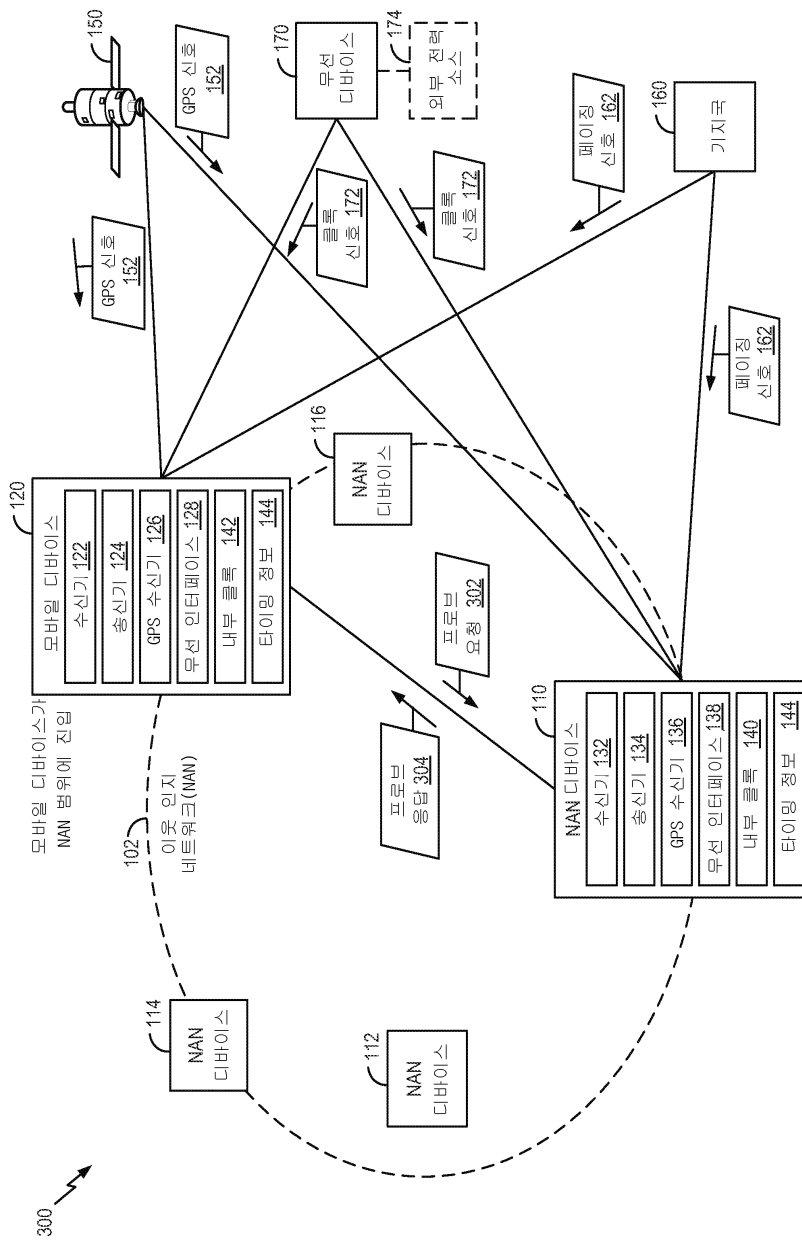 300
114
NAN
디바이스
112
NAN
디바이스
모바일 디바이스가
NAN 범위에 진입
102
이웃 인지
네트워크(NAN)
120
모바일 디바이스
수신기 122
송신기 124
GPS 수신기 126
무선 인터페이스 128
내부 클록 142
타이밍 정보 144
116
NAN
디바이스
프로브
응답 304
프로브
요청 302
110
NAN 디바이스
수신기 132
송신기 134
GPS 수신기 136
무선 인터페이스 138
내부 클록 140
타이밍 정보 144
GPS 신호
152
GPS 신호
152
150
클록
신호 172
클록
신호 172
170
무선
디바이스
174
외부 전력
소스
페이징
신호 162
페이징
신호 162
160
기지국